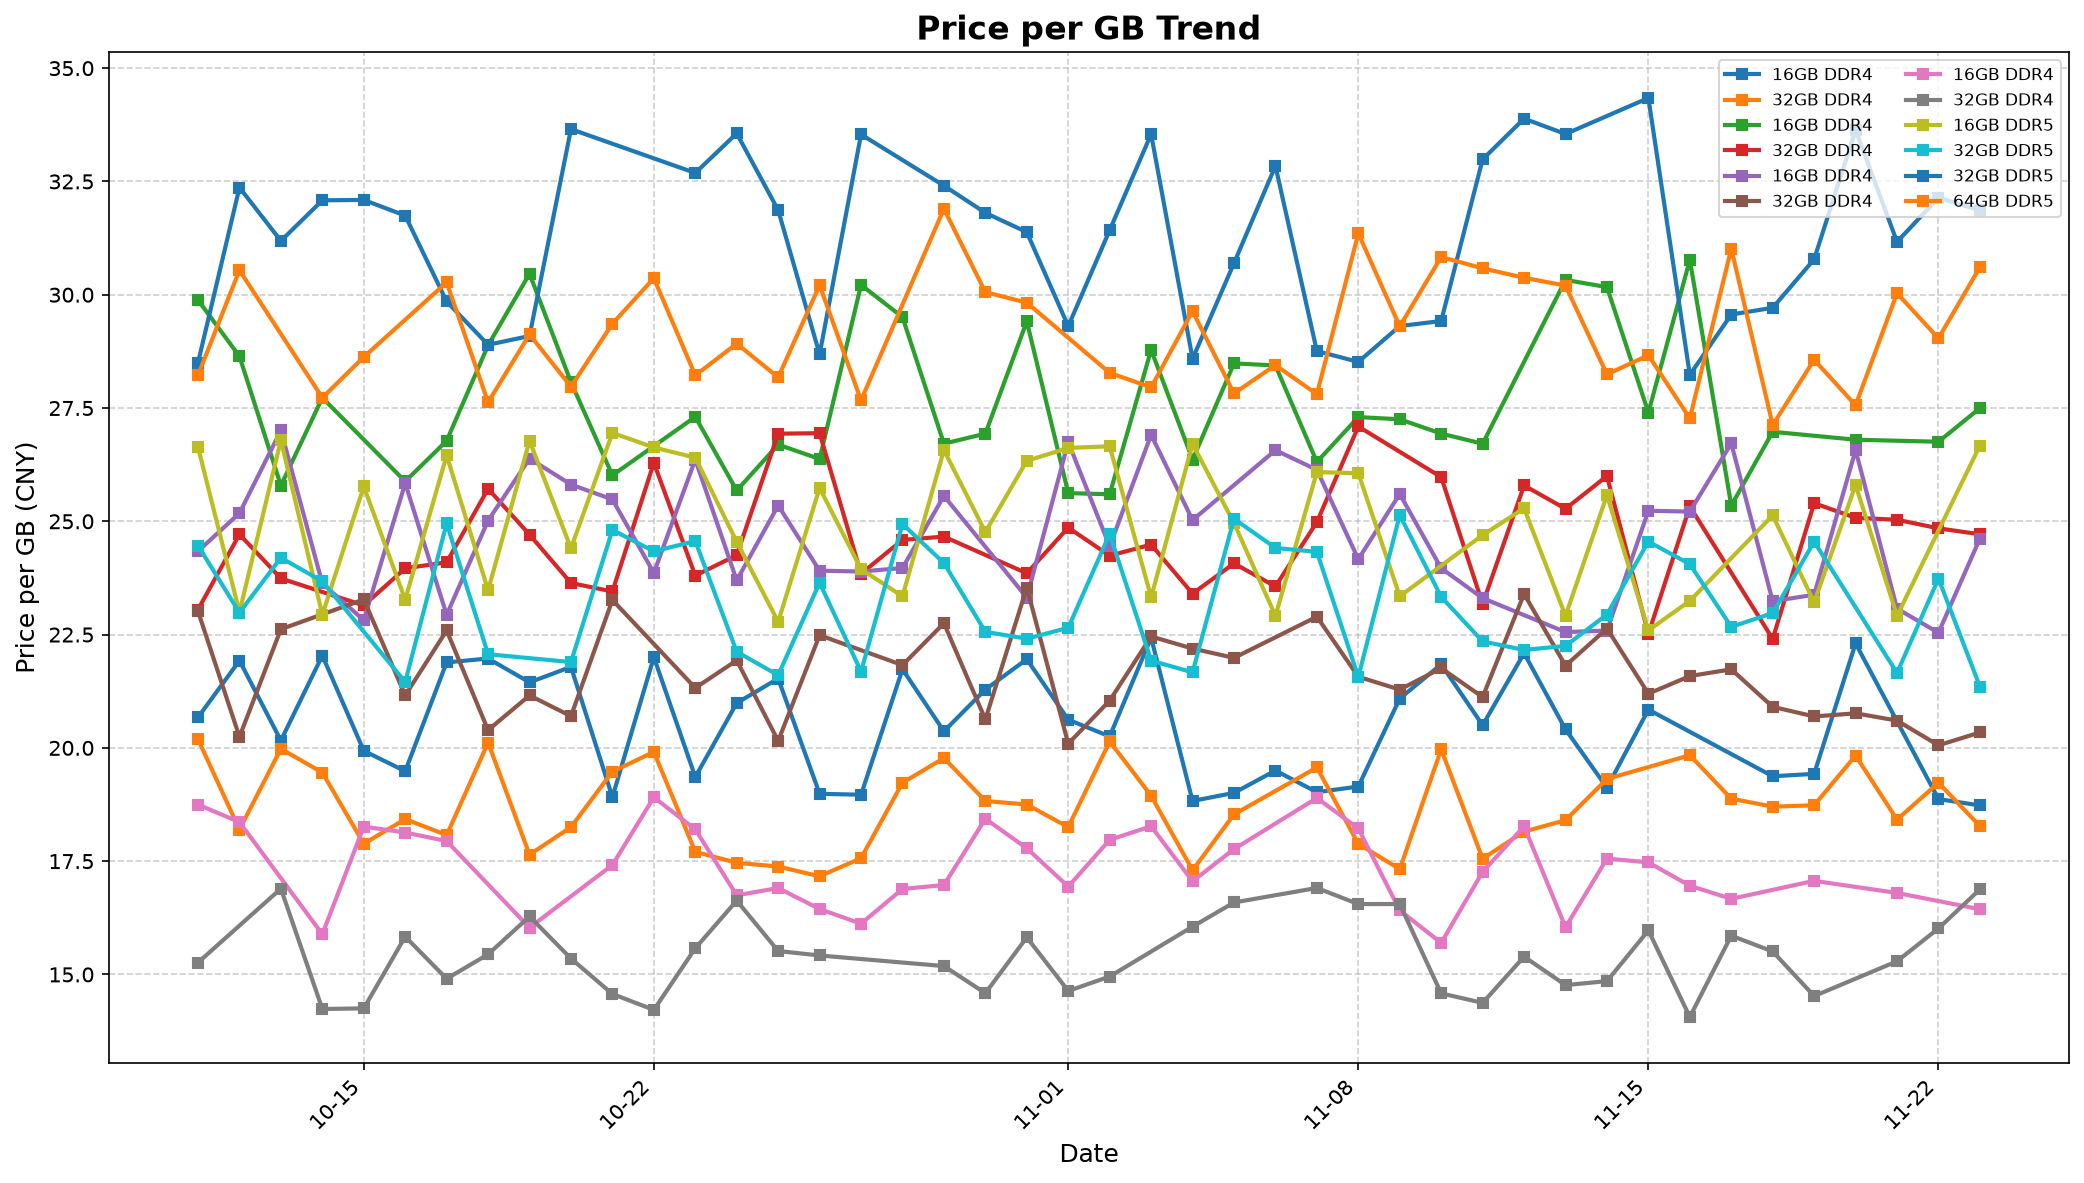 Price per GB Trend
35.0
32.5
30.0
27.5
25.0
22.5
20.0
17.5
15.0
Price per GB (CNY)
16GB DDR4
32GB DDR4
16GB DDR4
32GB DDR4
16GB DDR4
32GB DDR4
16GB DDR4
32GB DDR4
16GB DDR5
32GB DDR5
32GB DDR5
64GB DDR5
10-15
10-22
11-01
11-08
11-15
11-22
Date